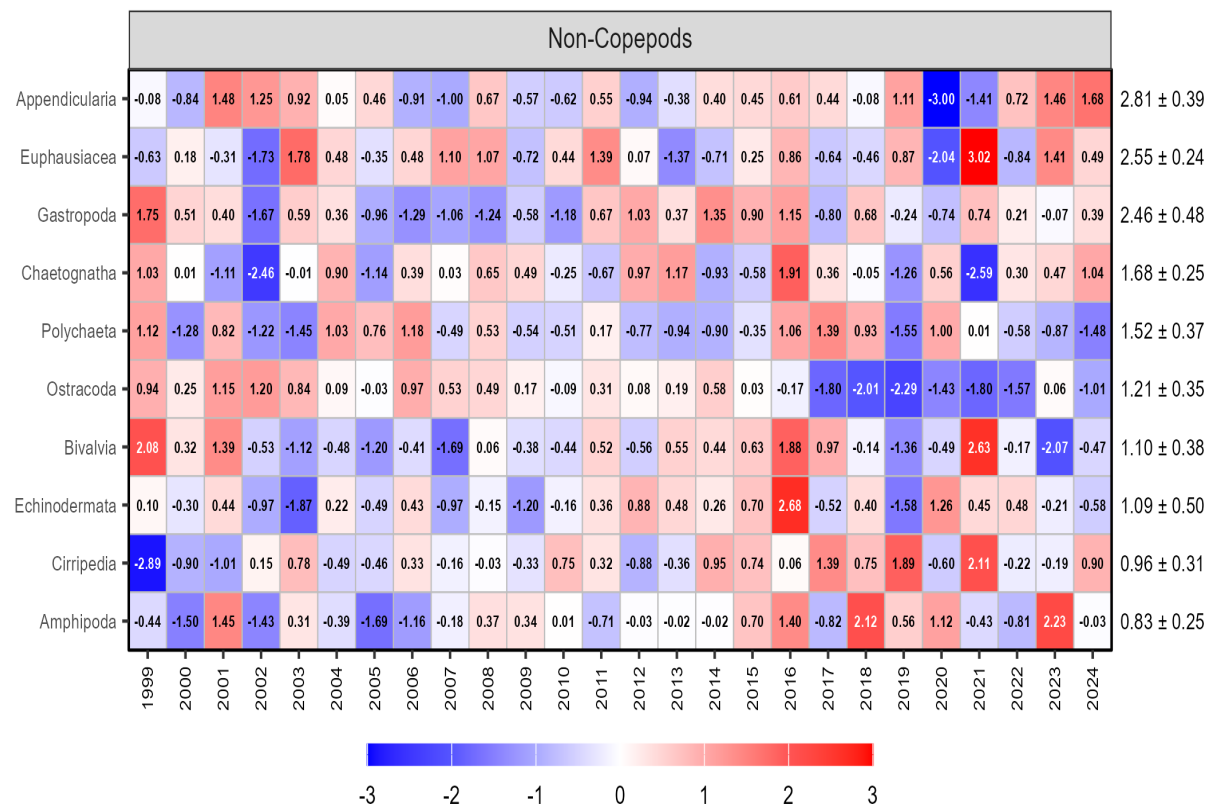 Non-Copepods
Appendicularia -0.08 -0.84 1.48 1.25 0.92 0.05 0.46 -0.91 -1.00 0.67 -0.57 -0.62 0.55 -0.94 -0.38 0.40 0.45 0.61 0.44 -0.08 1.11 -3.00 -1.41 0.72 1.46 1.68 2.81 ± 0.39
Euphausiacea -0.63 0.18 -0.31 -1.73 1.78 0.48 -0.35 0.48 1.10 1.07 -0.72 0.44 1.39 0.07 -1.37 -0.71 0.25 0.86 -0.64 -0.46 0.87 -2.04 3.02 -0.84 1.41 0.49 2.55 ± 0.24
Gastropoda 1.75 0.51 0.40 -1.67 0.59 0.36 -0.96 -1.29 -1.06 -1.24 -0.58 -1.18 0.67 1.03 0.37 1.35 0.90 1.15 -0.80 0.68 -0.24 -0.74 0.74 0.21 -0.07 0.39 2.46 ± 0.48
Chaetognatha 1.03 0.01 -1.11 -2.46 -0.01 0.90 -1.14 0.39 0.03 0.65 0.49 -0.25 -0.67 0.97 1.17 -0.93 -0.58 1.91 0.36 -0.05 -1.26 0.56 -2.59 0.30 0.47 1.04 1.68 ± 0.25
Polychaeta 1.12 -1.28 0.82 -1.22 -1.45 1.03 0.76 1.18 -0.49 0.53 -0.54 -0.51 0.17 -0.77 -0.94 -0.90 -0.35 1.06 1.39 0.93 -1.55 1.00 0.01 -0.58 -0.87 -1.48 1.52 ± 0.37
Ostracoda 0.94 0.25 1.15 1.20 0.84 0.09 -0.03 0.97 0.53 0.49 0.17 -0.09 0.31 0.08 0.19 0.58 0.03 -0.17 -1.80 -2.01 -2.29 -1.43 -1.80 -1.57 0.06 -1.01 1.21 ± 0.35
Bivalvia 2.08 0.32 1.39 -0.53 -1.12 -0.48 -1.20 -0.41 -1.69 0.06 -0.38 -0.44 0.52 -0.56 0.55 0.44 0.63 1.88 0.97 -0.14 -1.36 -0.49 2.63 -0.17 -2.07 -0.47 1.10 ± 0.38
Echinodermata 0.10 -0.30 0.44 -0.97 -1.87 0.22 -0.49 0.43 -0.97 -0.15 -1.20 -0.16 0.36 0.88 0.48 0.26 0.70 2.68 -0.52 0.40 -1.58 1.26 0.45 0.48 -0.21 -0.58 1.09 ± 0.50
Cirripedia -2.89 -0.90 -1.01 0.15 0.78 -0.49 -0.46 0.33 -0.16 -0.03 -0.33 0.75 0.32 -0.88 -0.36 0.95 0.74 0.06 1.39 0.75 1.89 -0.60 2.11 -0.22 -0.19 0.90 0.96 ± 0.31
Amphipoda -0.44 -1.50 1.45 -1.43 0.31 -0.39 -1.69 -1.16 -0.18 0.37 0.34 0.01 -0.71 -0.03 -0.02 -0.02 0.70 1.40 -0.82 2.12 0.56 1.12 -0.43 -0.81 2.23 -0.03 0.83 ± 0.25
1999 2000 2001 2002 2003 2004 2005 2006 2007 2008 2009 2010 2011 2012 2013 2014 2015 2016 2017 2018 2019 2020 2021 2022 2023 2024
-3 -2 -1 0 1 2 3